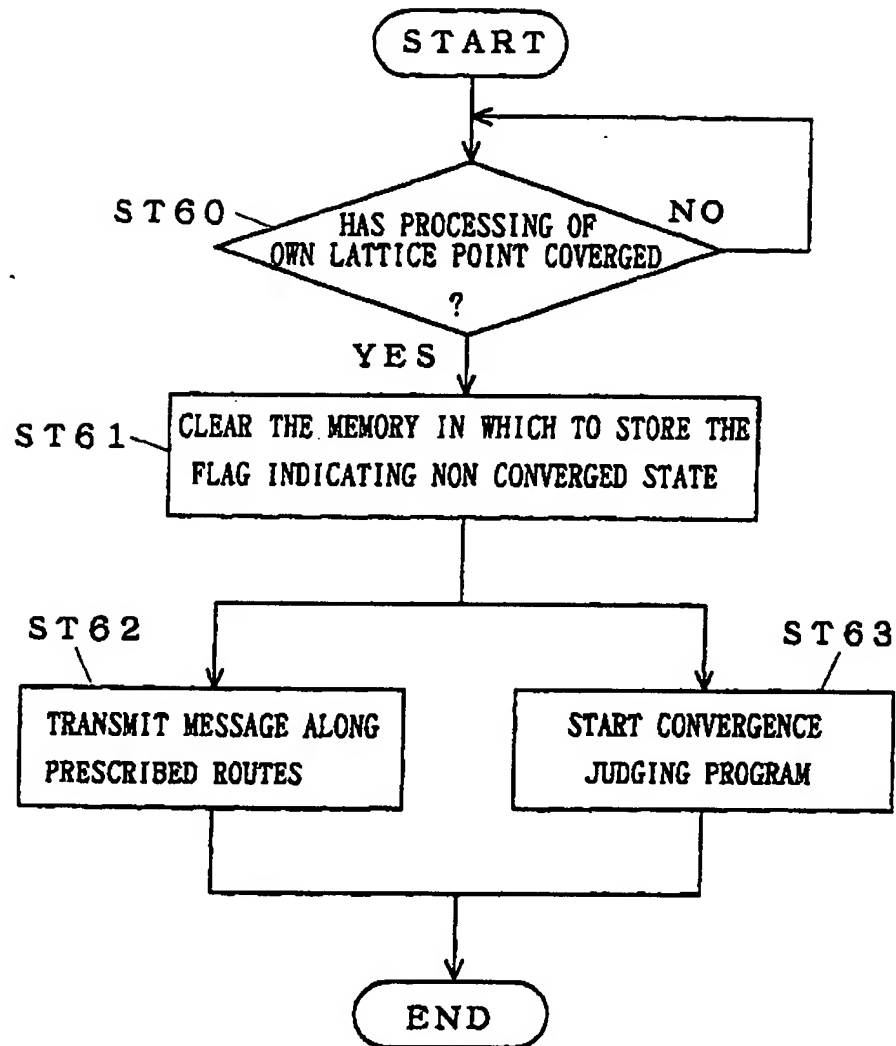 START
ST60
HAS PROCESSING OF
OWN LATTICE POINT COVERGED
?
NO
YES
ST61
CLEAR THE MEMORY IN WHICH TO STORE THE
FLAG INDICATING NON CONVERGED STATE
ST62
TRANSMIT MESSAGE ALONG
PRESCRIBED ROUTES
ST63
START CONVERGENCE
JUDGING PROGRAM
END